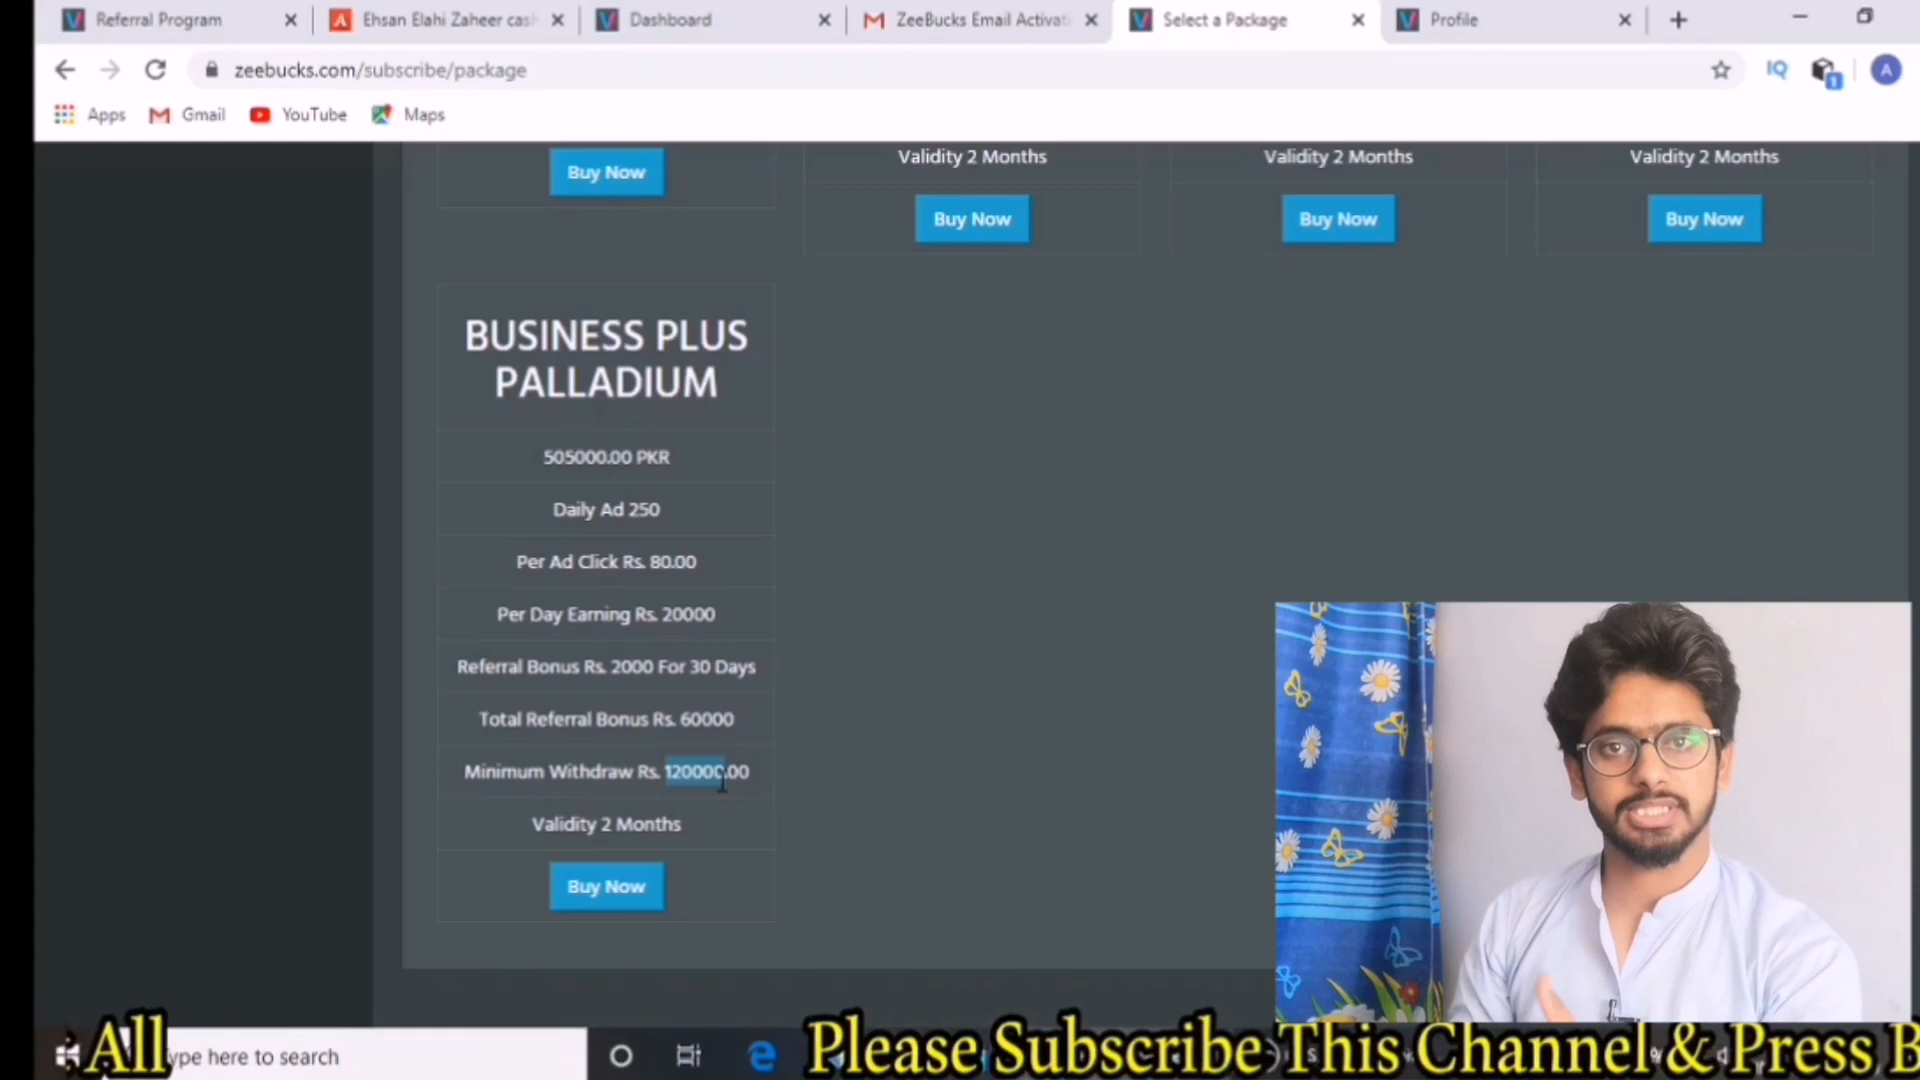 Referral Program
Ehsan Elahi Zaheer cas
Dashboard
ZeeBucks Email Activat
Select a Package
Profile
zeebucks.com/subscribe/package
IQ
A
Apps
Gmail
YouTube
Maps
Validity 2 Months
Validity 2 Months
Validity 2 Months
Buy Now
Buy Now
Buy Now
Buy Now
BUSINESS PLUS
PALLADIUM
505000.00 PKR
Daily Ad 250
Per Ad Click Rs. 80.00
Per Day Earning Rs. 20000
Referral Bonus Rs. 2000 For 30 Days
Total Referral Bonus Rs. 60000
Minimum Withdraw Rs. 120000.00
Validity 2 Months
Buy Now
: All
ype here to search
Please Subscribe This Channel & Press B